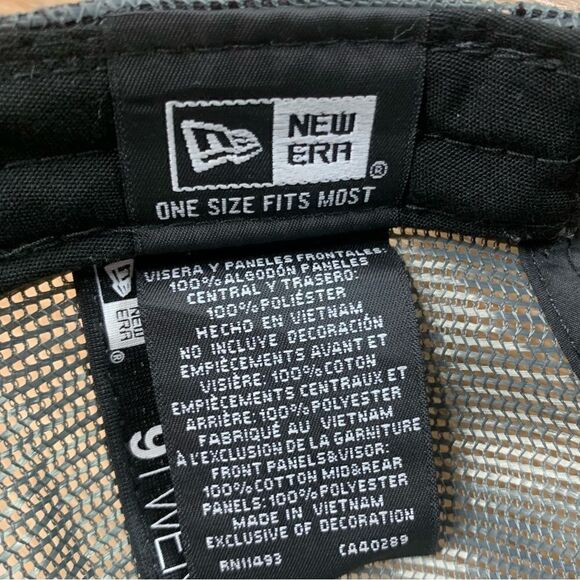 NEW
ERA
®
ONE SIZE FITS MOST
VISERA Y PANELES FRONTALES:
100%ALGODÓN PANELES
CENTRAL Y TRASERO:
100%POLIÉSTER
HECHO EN VIETNAM
NO INCLUYE DECORACIÓN
EMPIÈCEMENTS AVANT ET
VISIÈRE: 100%COTON
EMPIÈCEMENTS CENTRAUX ET
ARRIÈRE: 100%POLYESTER
FABRIQUÉ AU VIETNAM
À L'EXCLUSION DE LA GARNITURE
FRONT PANELS&VISOR:
100%COTTON MID&REAR
PANELS: 100%POLYESTER
MADE IN VIETNAM
EXCLUSIVE OF DECORATION
RN11493 CA40289
NEW
ERA
®
9TWE